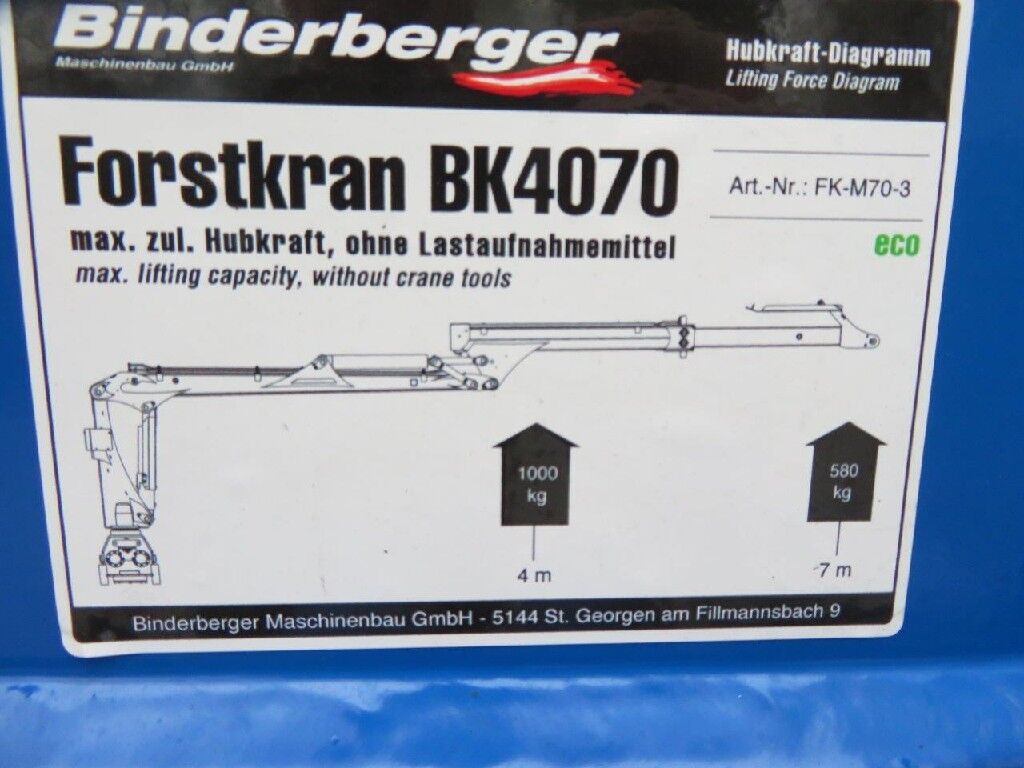 Binderberger
Maschinenbau GmbH
Hubkraft-Diagramm
Lifting Force Diagram
Forstkran BK4070
Art.-Nr.: FK-M70-3
max. zul. Hubkraft, ohne Lastaufnahmemittel
eco
max. lifting capacity, without crane tools
1000
kg
580
kg
4 m
7 m
Binderberger Maschinenbau GmbH - 5144 St. Georgen am Fillmannsbach 9